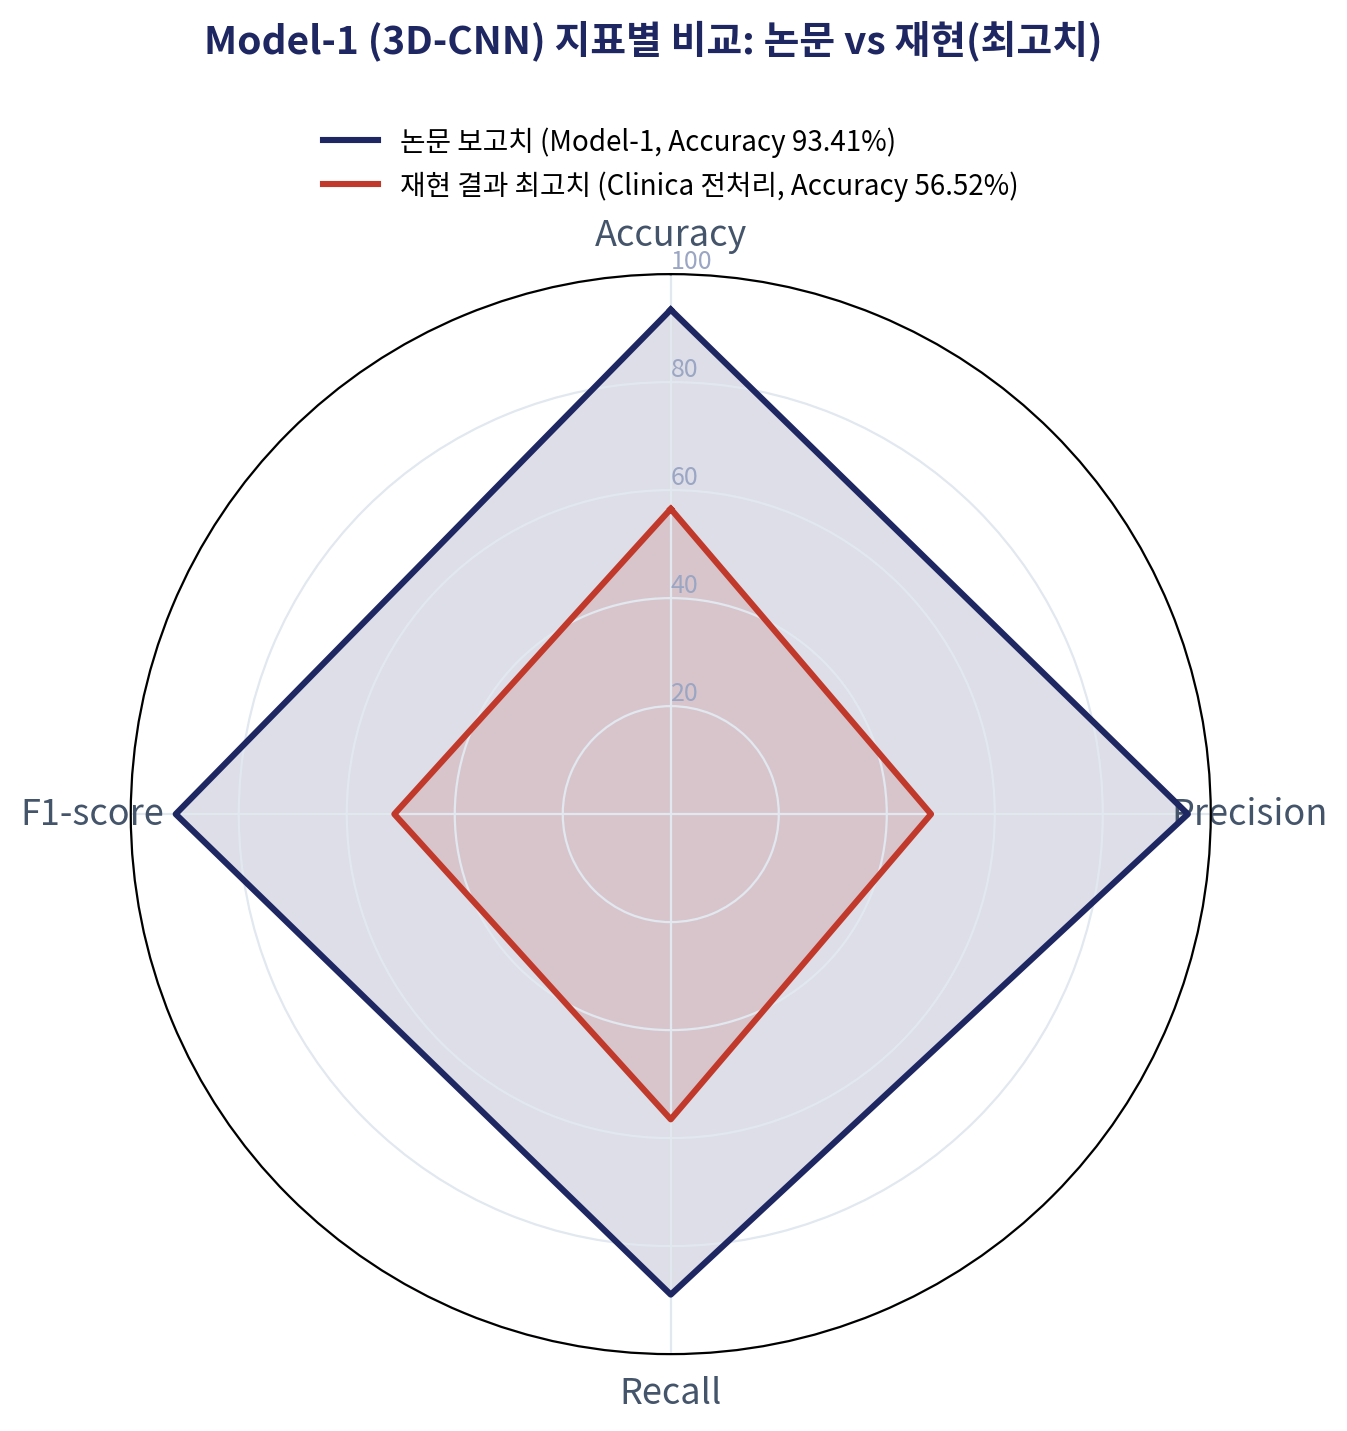 Model-1 (3D-CNN) 지표별 비교: 논문 vs 재현(최고치)
논문 보고치 (Model-1, Accuracy 93.41%)
재현 결과 최고치 (Clinica 전처리, Accuracy 56.52%)
Accuracy
100
80
60
40
20
F1-score
Precision
Recall